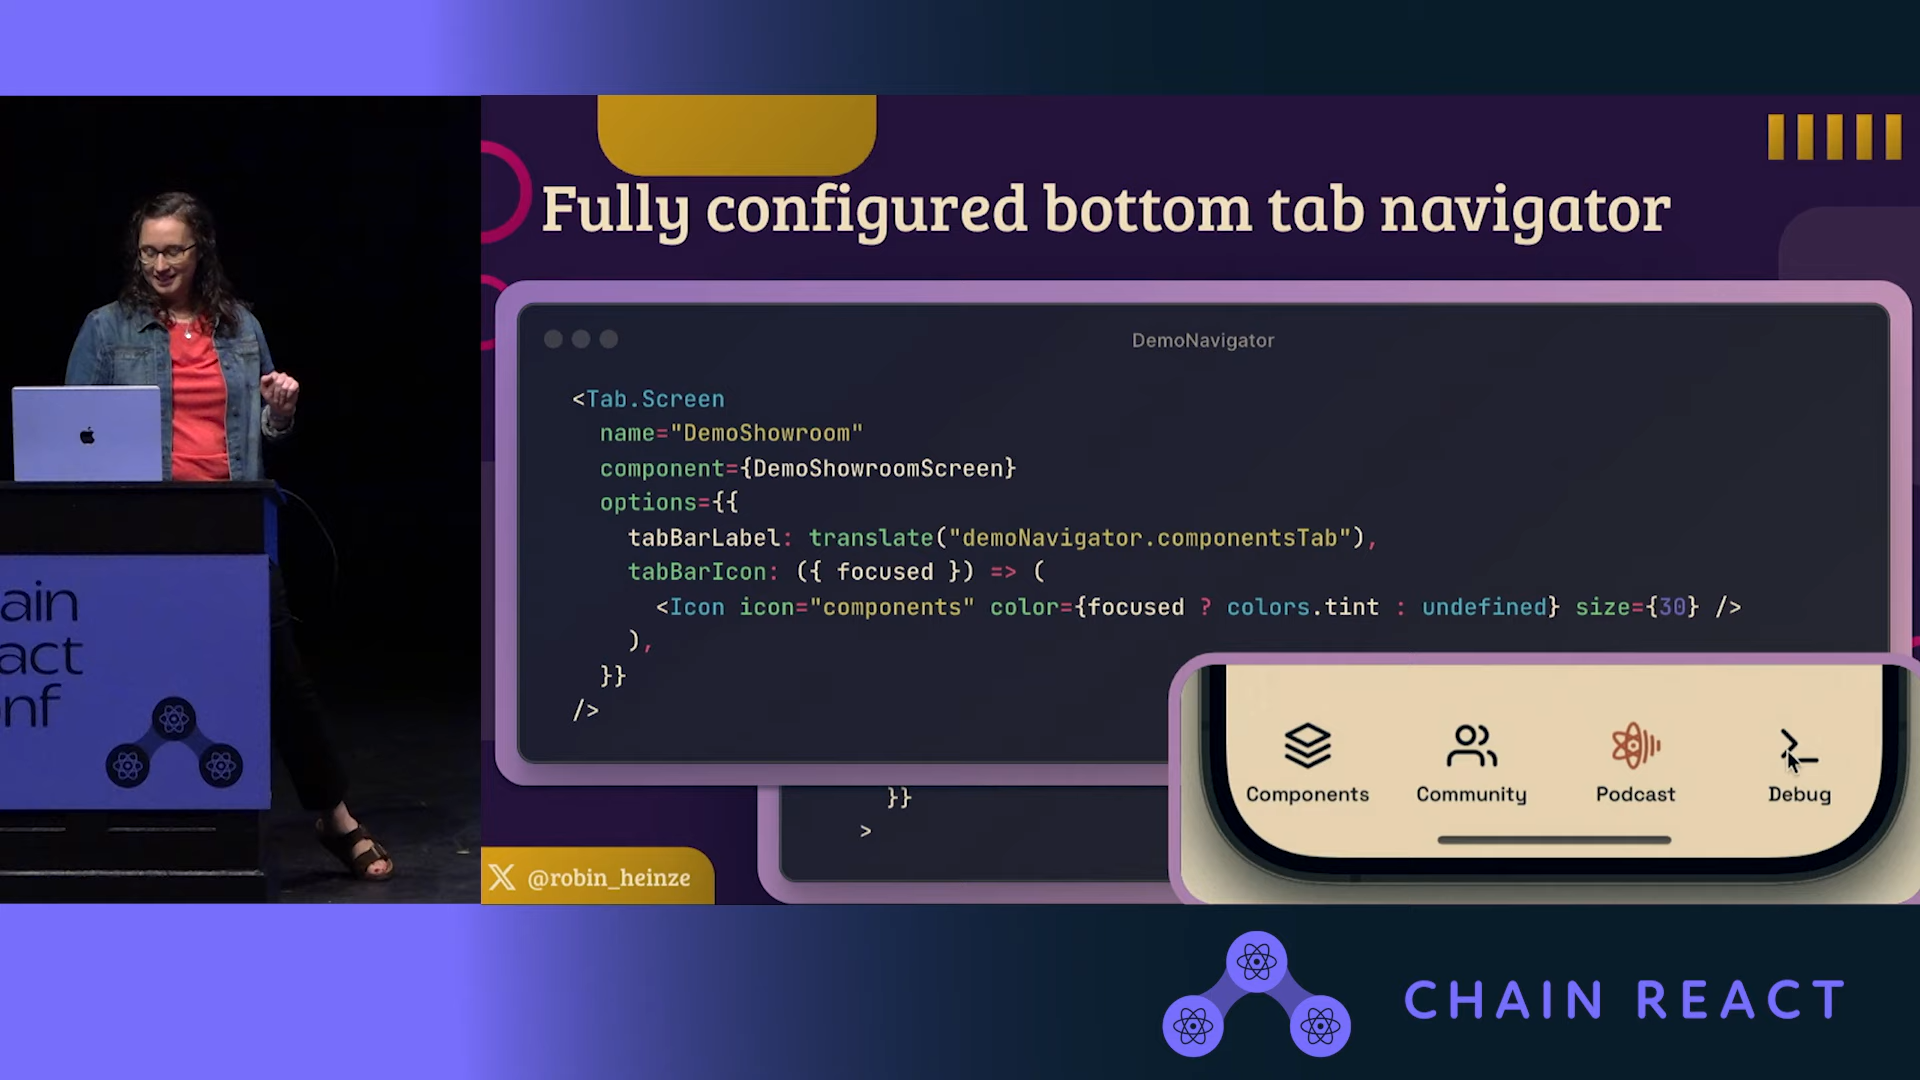 Fully configured bottom tab navigator
DemoNavigator
<Tab.Screen
name="DemoShowroom"
component={DemoShowroomScreen}
options={{
tabBarLabel: translate("demoNavigator.componentsTab"),
tabBarIcon: ({ focused }) => (
<Icon icon="components" color={focused ? colors.tint : undefined} size={30} />
),
}}
/>
}}
>
Components
Community
Podcast
Debug
@robin_heinze
ain
act
nf
CHAIN REACT